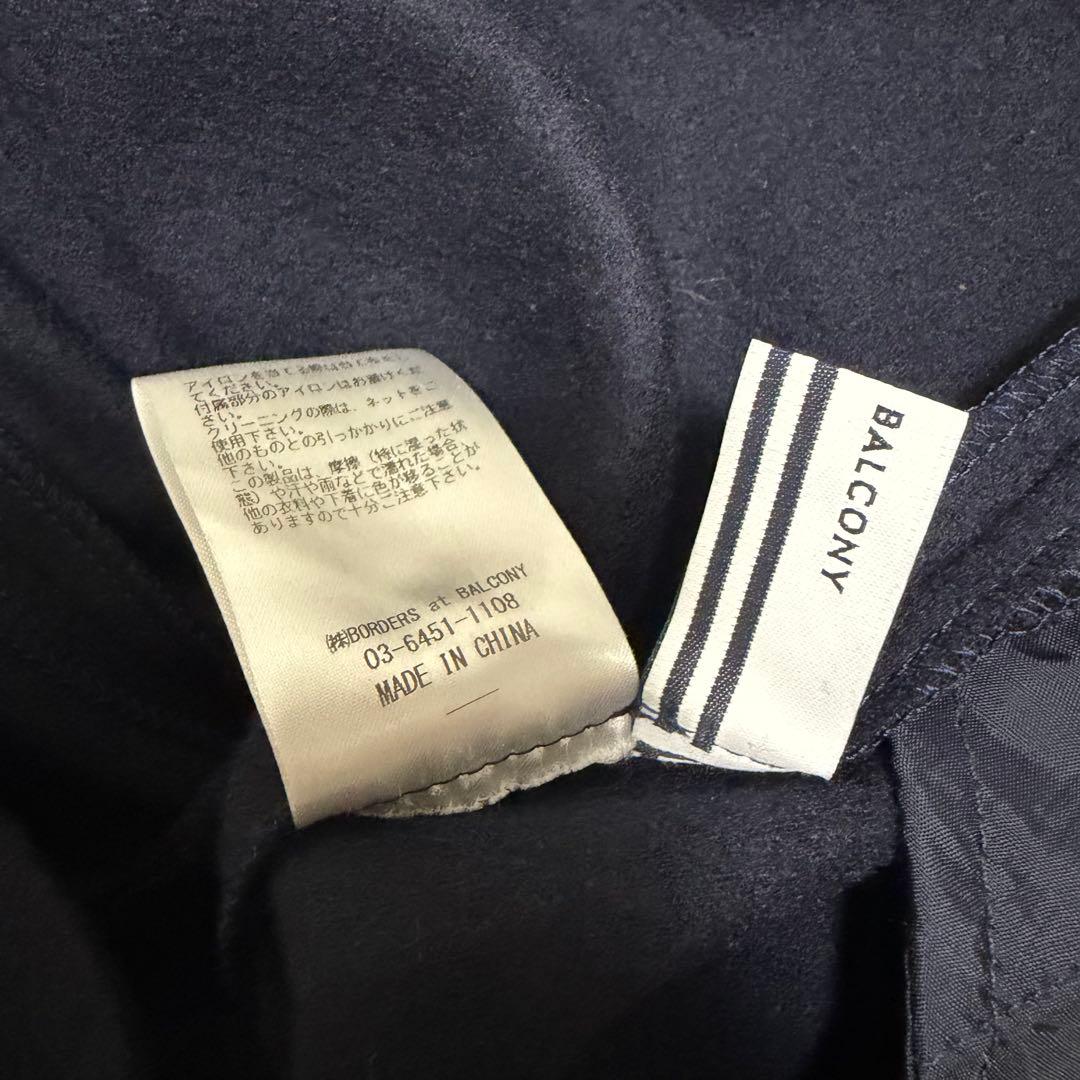 アイロンを当てる際は当て布をし
てください。
付属部分のアイロンはお避けくだ
さい。
クリーニングの際は、ネットをご
使用下さい。
他のものとの引っかかりにご注意
下さい。
この製品は、摩擦（特に湿った状
態）や汗や雨などで濡れた場合が
他の衣料や下着に色が移ることが
ありますので十分ご注意下さい。
㈱BORDERS at BALCONY
03-6451-1108
MADE IN CHINA
BALCONY